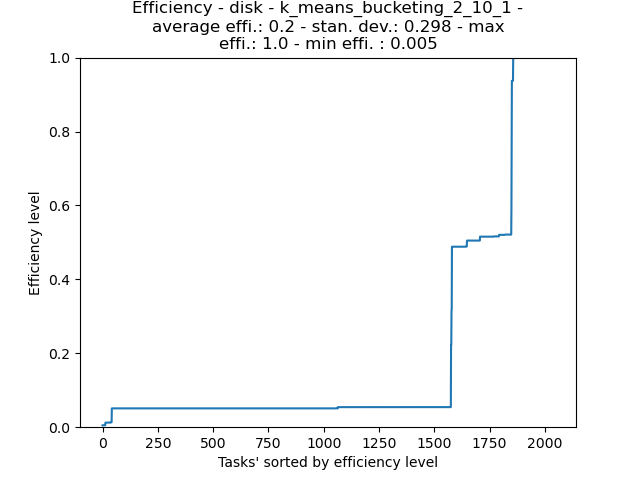 Efficiency - disk - k_means_bucketing_2_10_1 -
average effi.: 0.2 - stan. dev.: 0.298 - max
effi.: 1.0 - min effi. : 0.005
1.0
0.8
0.6
0.4
0.2
0.0
Efficiency level
0 250 500 750 1000 1250 1500 1750 2000
Tasks' sorted by efficiency level